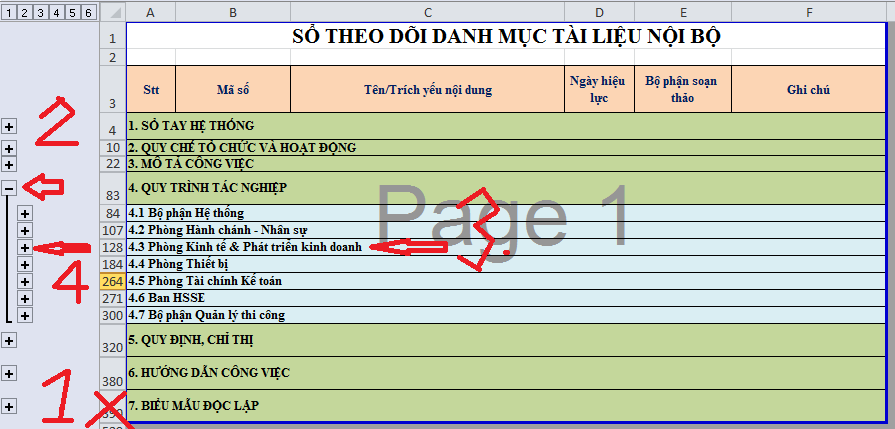 1 2 3 4 5 6 A B C D E F
1 SỔ THEO DÕI DANH MỤC TÀI LIỆU NỘI BỘ
2
3 Stt Mã số Tên/Trích yếu nội dung Ngày hiệu lực Bộ phận soạn thảo Ghi chú
2
4 1. SỔ TAY HỆ THỐNG
10 2. QUY CHẾ TỔ CHỨC VÀ HOẠT ĐỘNG
22 3. MÔ TẢ CÔNG VIỆC
83 4. QUY TRÌNH TÁC NGHIỆP
Page 1
84 4.1 Bộ phận Hệ thống
107 4.2 Phòng Hành chánh - Nhân sự
3.
128 4.3 Phòng Kinh tế & Phát triển kinh doanh
184 4.4 Phòng Thiết bị
4
264 4.5 Phòng Tài chính Kế toán
271 4.6 Ban HSSE
300 4.7 Bộ phận Quản lý thi công
320 5. QUY ĐỊNH, CHỈ THỊ
380 6. HƯỚNG DẪN CÔNG VIỆC
1
7. BIỂU MẪU ĐỘC LẬP